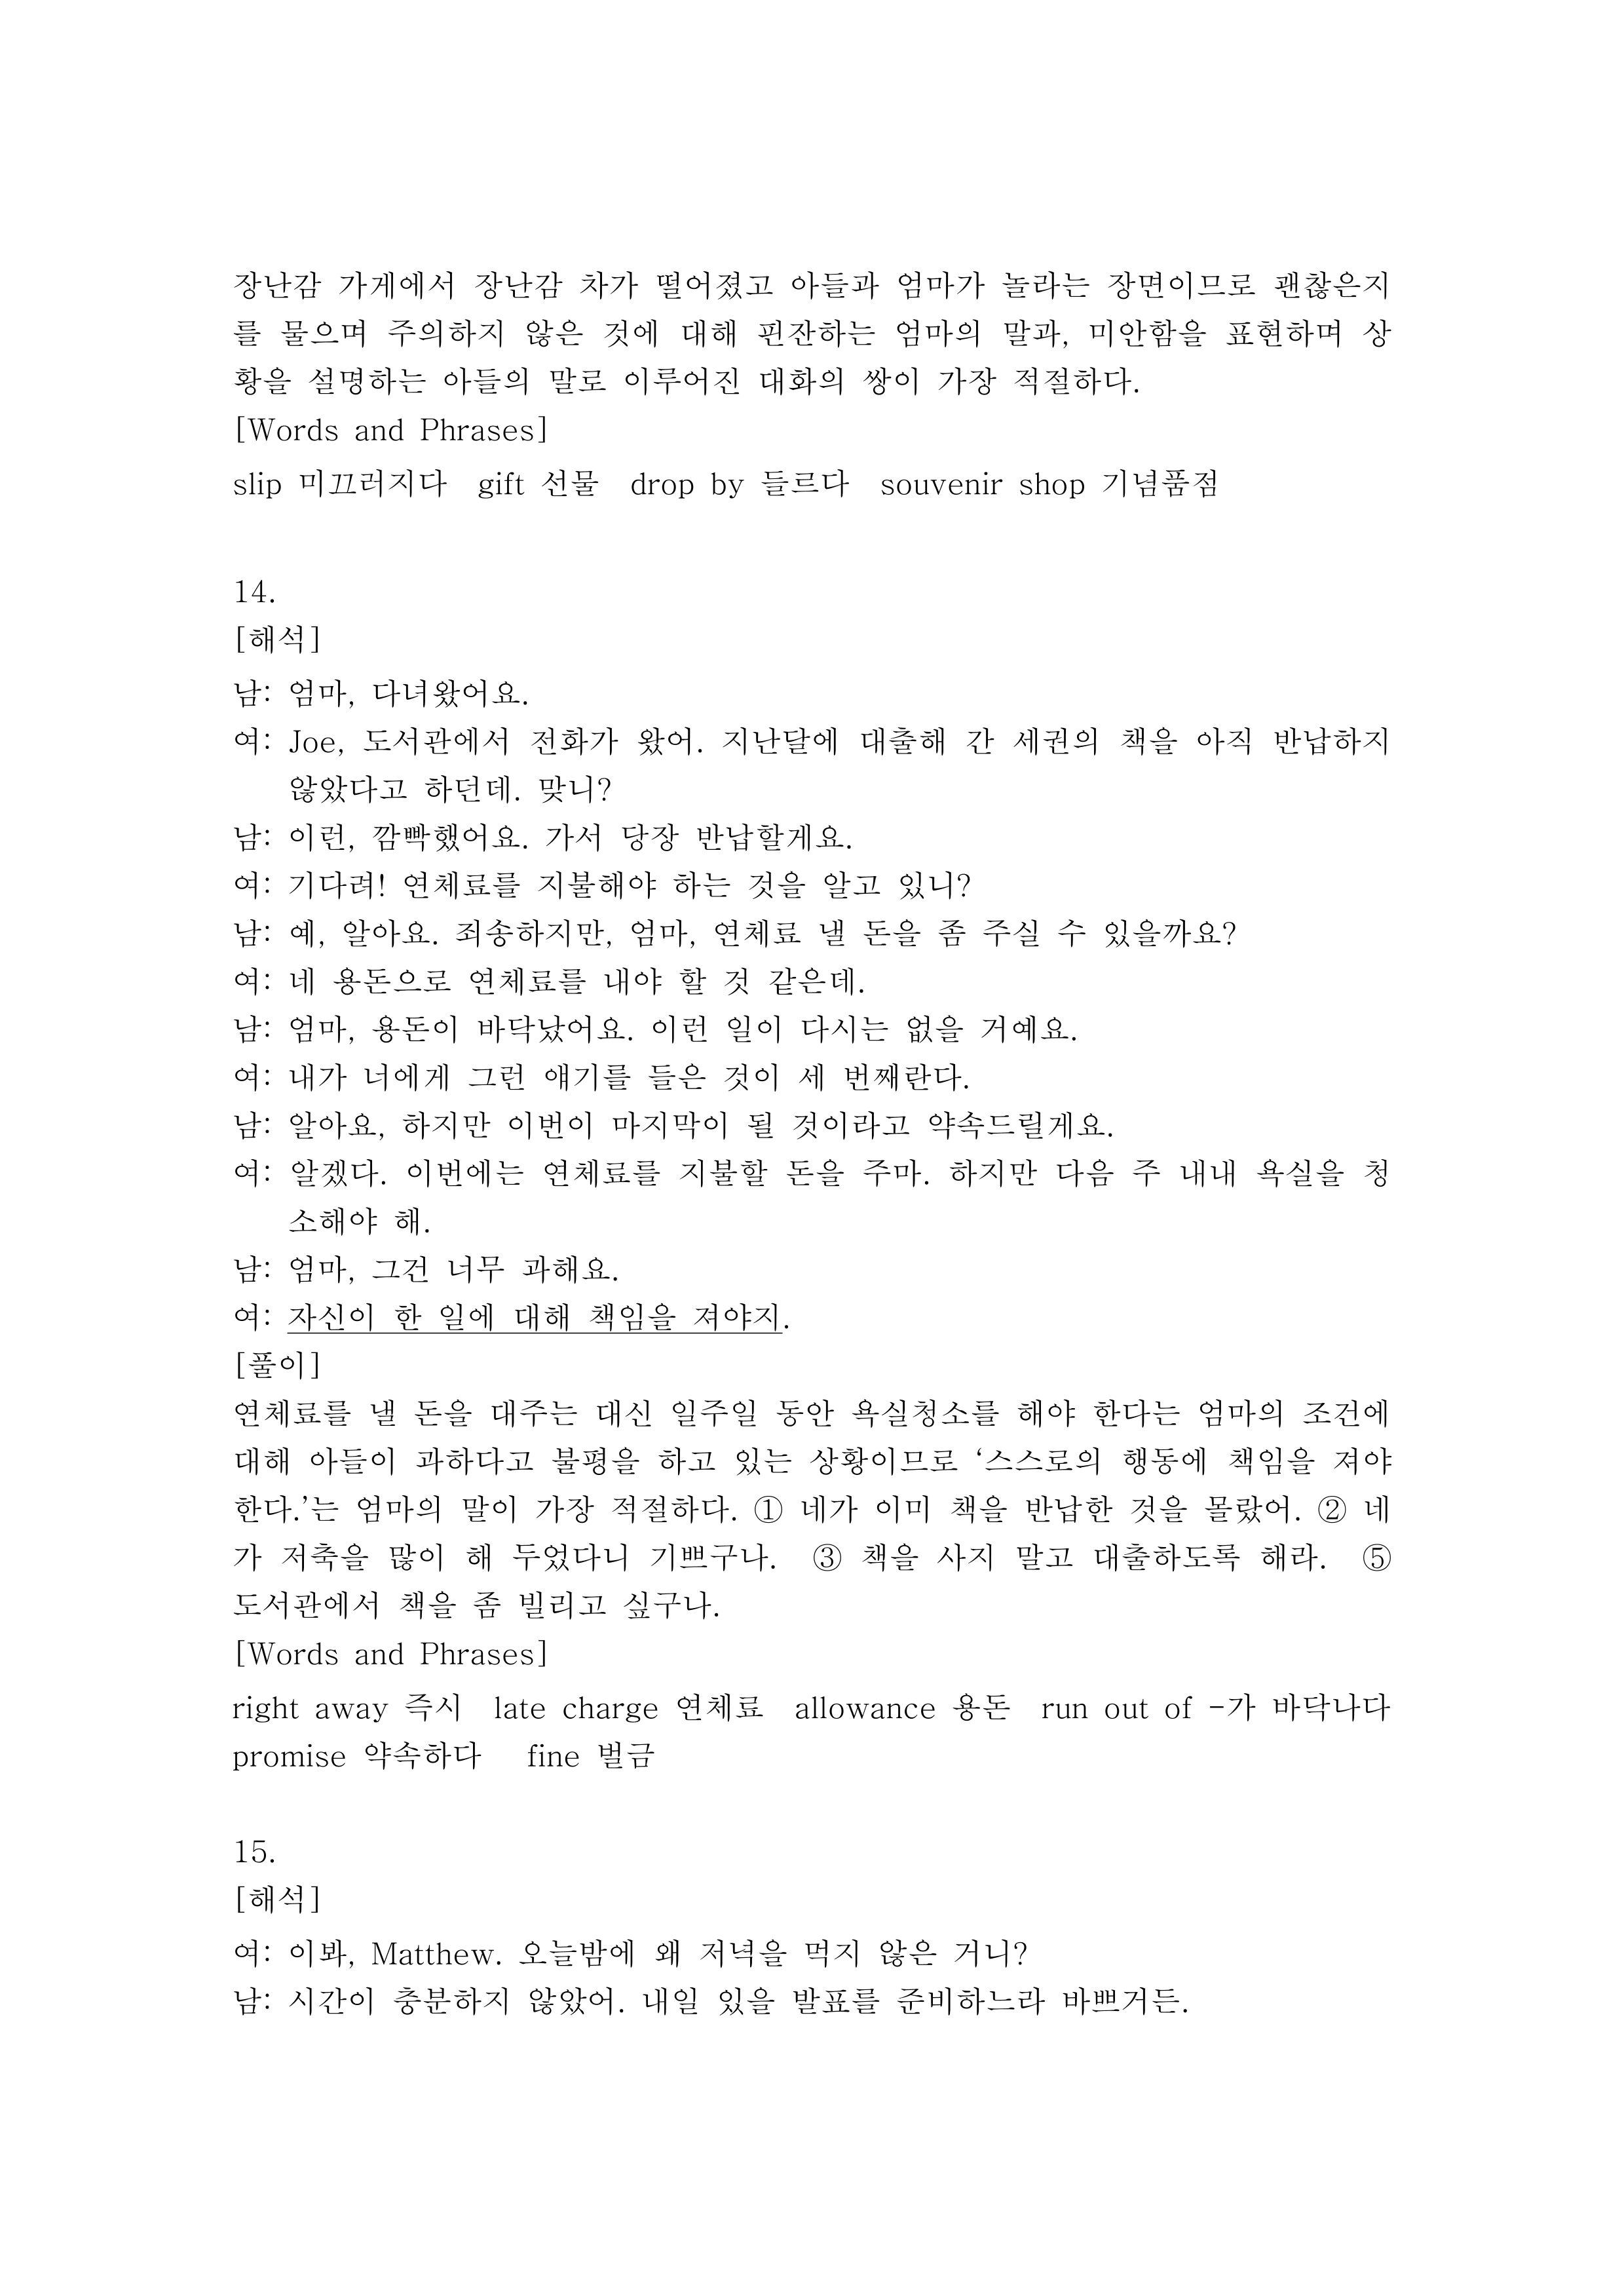 장난감 가게에서 장난감 차가 떨어졌고 아들과 엄마가 놀라는 장면이므로 괜찮은지
를 물으며 주의하지 않은 것에 대해 핀잔하는 엄마의 말과, 미안함을 표현하며 상
황을 설명하는 아들의 말로 이루어진 대화의 쌍이 가장 적절하다.
[Words and Phrases]
slip 미끄러지다  gift 선물  drop by 들르다  souvenir shop 기념품점
14.
[해석]
남: 엄마, 다녀왔어요.
여: Joe, 도서관에서 전화가 왔어. 지난달에 대출해 간 세권의 책을 아직 반납하지
않았다고 하던데. 맞니?
남: 이런, 깜빡했어요. 가서 당장 반납할게요.
여: 기다려! 연체료를 지불해야 하는 것을 알고 있니?
남: 예, 알아요. 죄송하지만, 엄마, 연체료 낼 돈을 좀 주실 수 있을까요?
여: 네 용돈으로 연체료를 내야 할 것 같은데.
남: 엄마, 용돈이 바닥났어요. 이런 일이 다시는 없을 거예요.
여: 내가 너에게 그런 얘기를 들은 것이 세 번째란다.
남: 알아요, 하지만 이번이 마지막이 될 것이라고 약속드릴게요.
여: 알겠다. 이번에는 연체료를 지불할 돈을 주마. 하지만 다음 주 내내 욕실을 청
소해야 해.
남: 엄마, 그건 너무 과해요.
여: 자신이 한 일에 대해 책임을 져야지.
[풀이]
연체료를 낼 돈을 대주는 대신 일주일 동안 욕실청소를 해야 한다는 엄마의 조건에
대해 아들이 과하다고 불평을 하고 있는 상황이므로 ‘스스로의 행동에 책임을 져야
한다.’는 엄마의 말이 가장 적절하다. ① 네가 이미 책을 반납한 것을 몰랐어. ② 네
가 저축을 많이 해 두었다니 기쁘구나.  ③ 책을 사지 말고 대출하도록 해라.  ⑤
도서관에서 책을 좀 빌리고 싶구나.
[Words and Phrases]
right away 즉시  late charge 연체료  allowance 용돈  run out of -가 바닥나다
promise 약속하다   fine 벌금
15.
[해석]
여: 이봐, Matthew. 오늘밤에 왜 저녁을 먹지 않은 거니?
남: 시간이 충분하지 않았어. 내일 있을 발표를 준비하느라 바쁘거든.